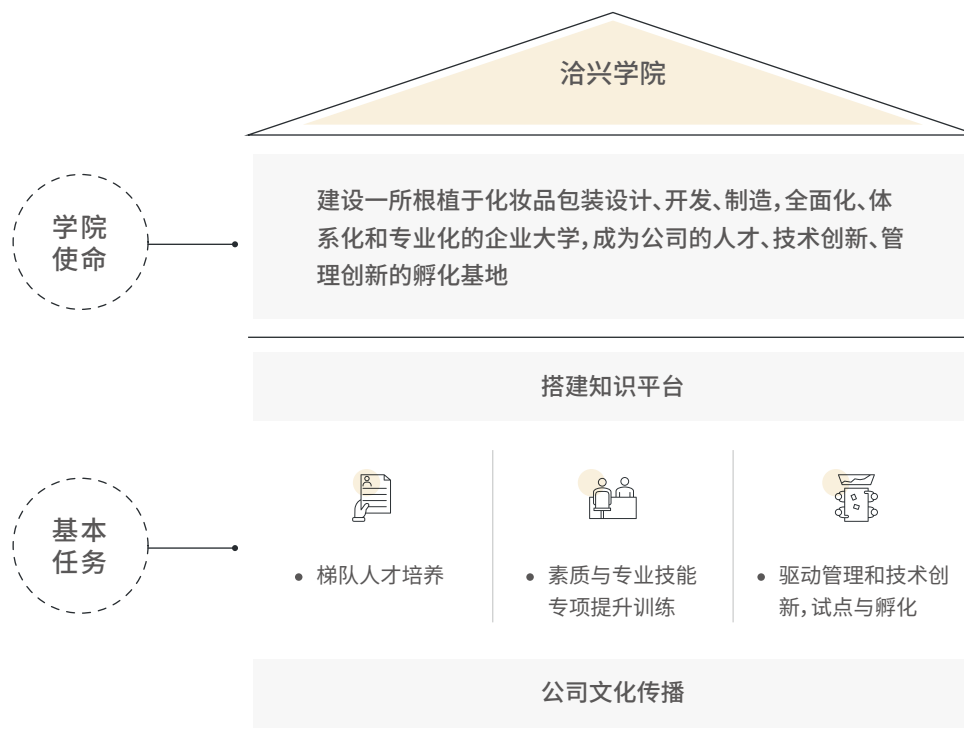 洽兴学院
学院
使命
建设一所根植于化妆品包装设计、开发、制造，全面化、体
系化和专业化的企业大学，成为公司的人才、技术创新、管
理创新的孵化基地
搭建知识平台
基本
任务
• 梯队人才培养
• 素质与专业技能
专项提升训练
• 驱动管理和技术创
新，试点与孵化
公司文化传播